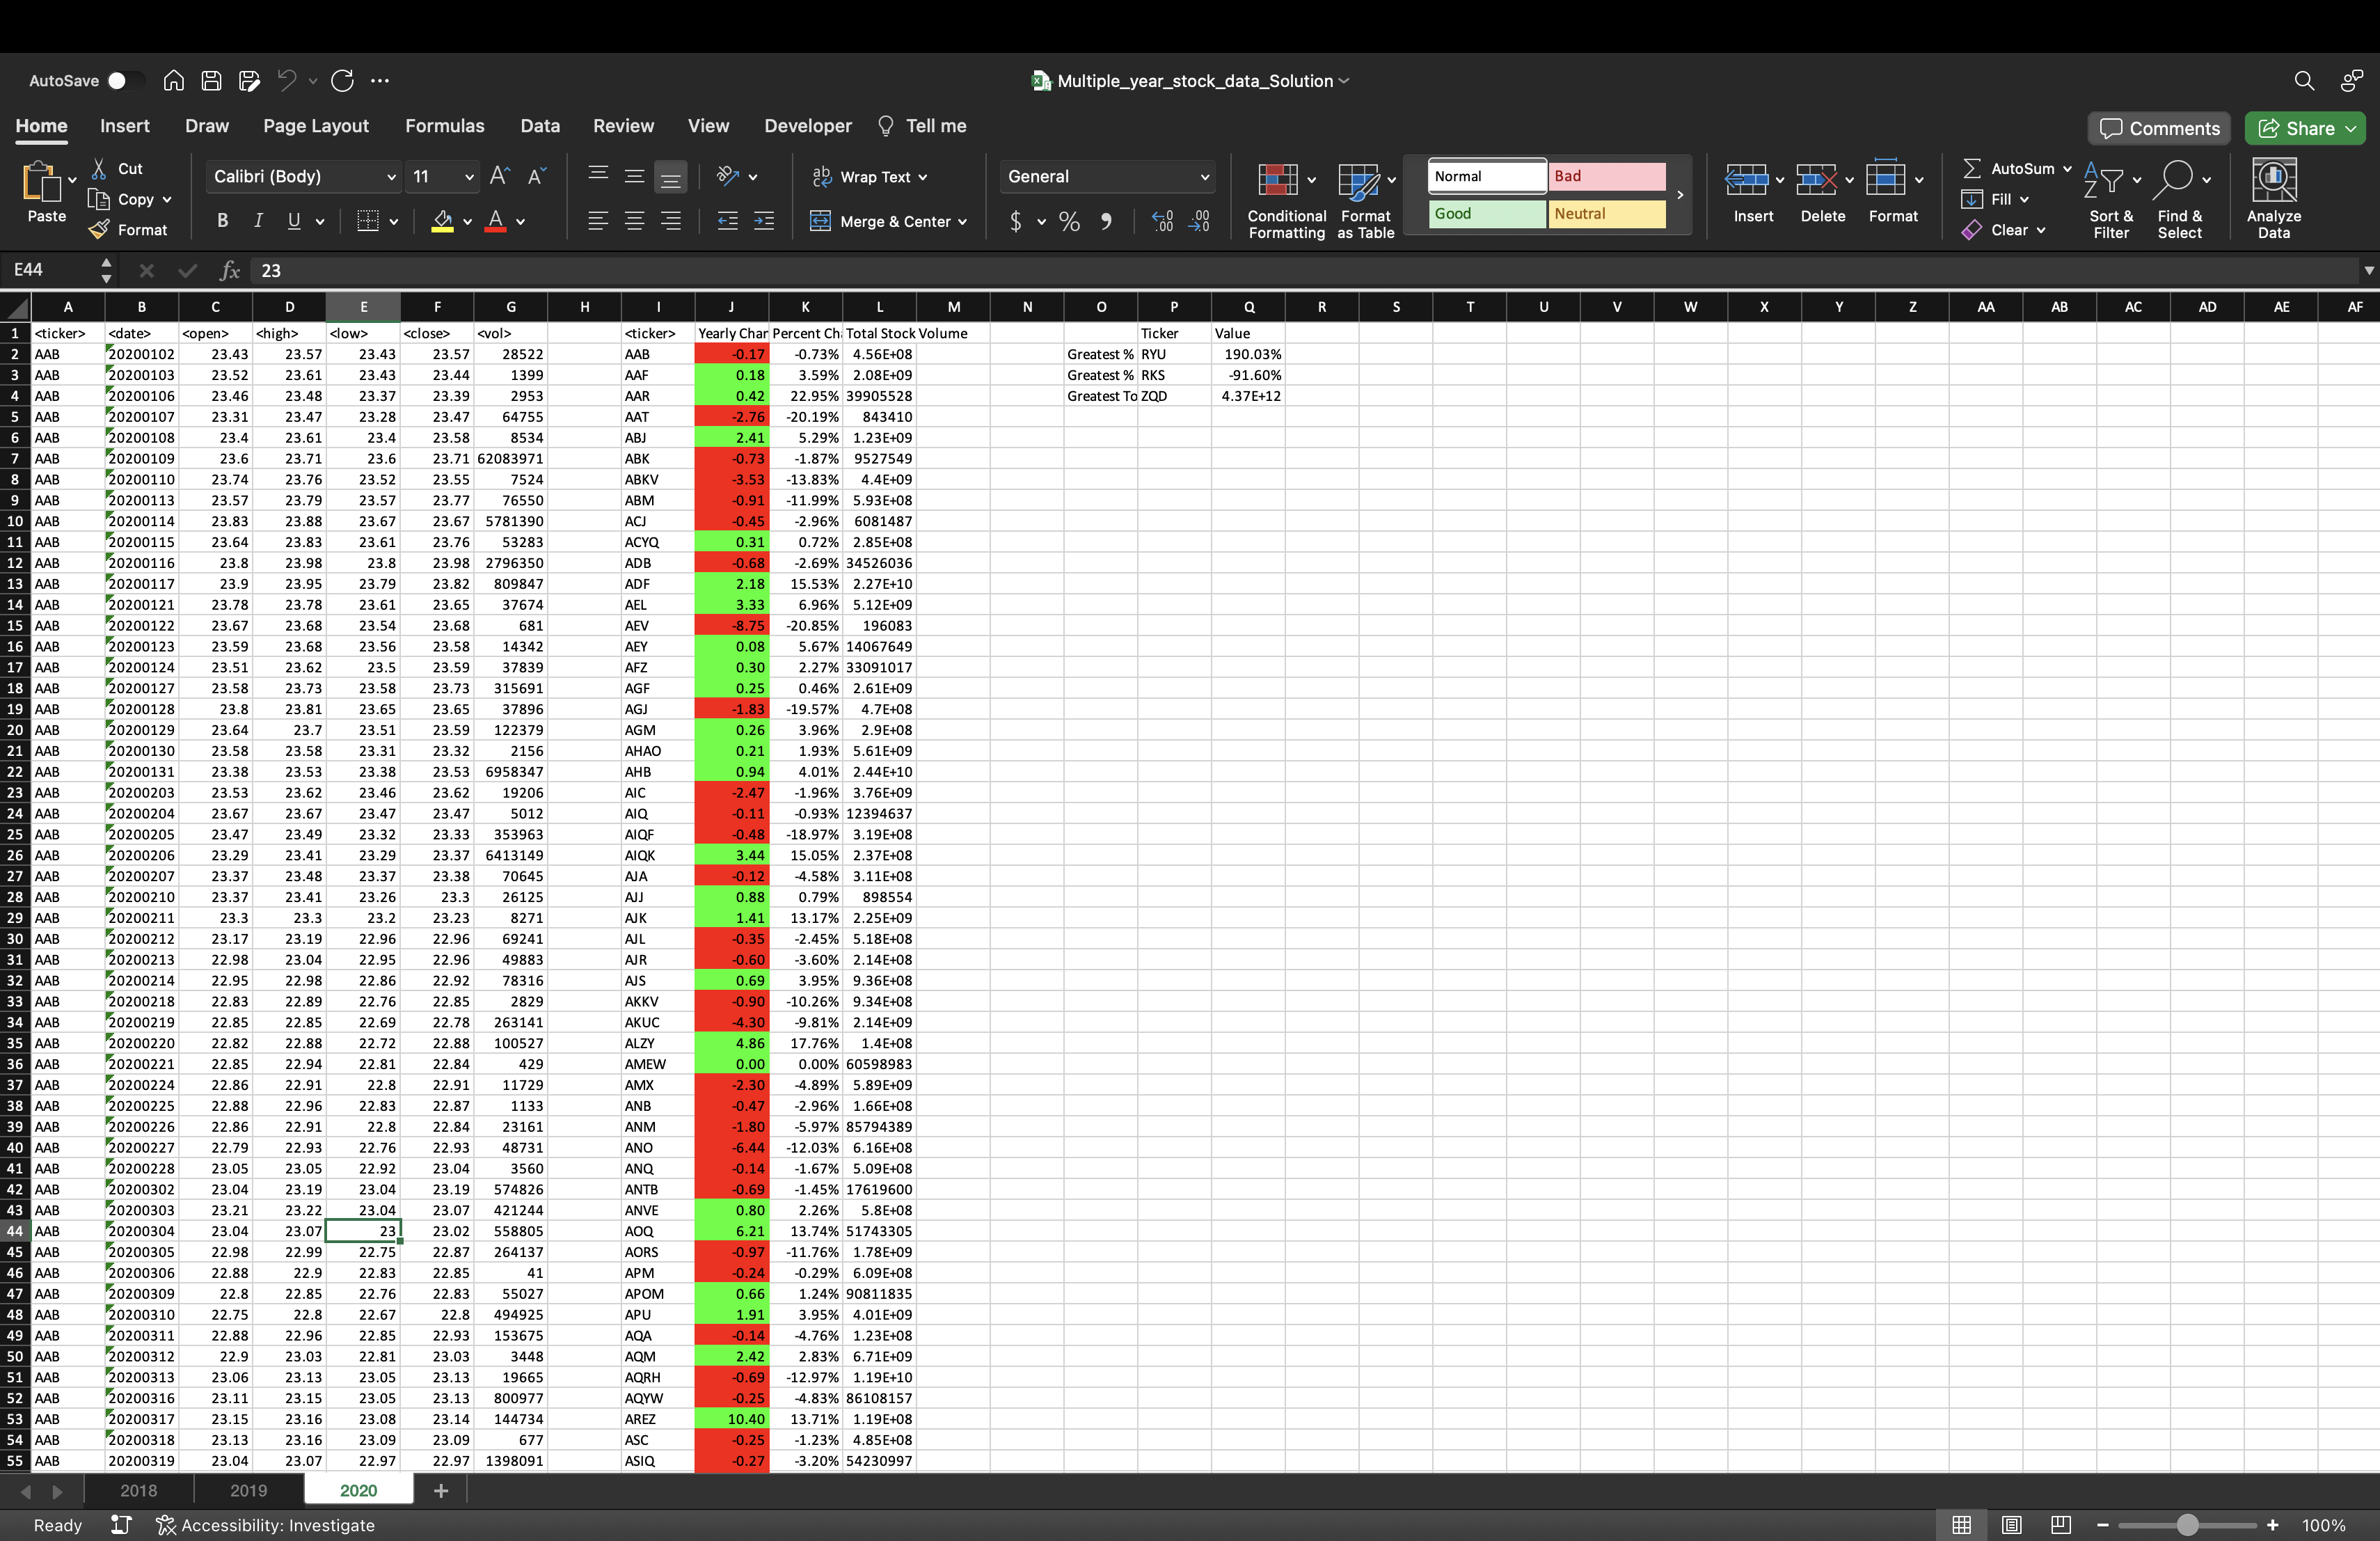 AutoSave Multiple_year_stock_data_Solution
Home Insert Draw Page Layout Formulas Data Review View Developer Tell me Comments Share
Paste Cut Copy Format Calibri (Body) 11 Wrap Text Merge & Center General Conditional Formatting Format as Table Normal Bad Good Neutral Insert Delete Format AutoSum Fill Clear Sort & Filter Find & Select Analyze Data
E44 fx 23
A B C D E F G H I J K L M N O P Q R S T U V W X Y Z AA AB AC AD AE AF
1 <ticker> <date> <open> <high> <low> <close> <vol> <ticker> Yearly Char Percent Ch Total Stock Volume Ticker Value
2 AAB 20200102 23.43 23.57 23.43 23.57 28522 AAB -0.17 -0.73% 4.56E+08 Greatest % RYU 190.03%
3 AAB 20200103 23.52 23.61 23.43 23.44 1399 AAF 0.18 3.59% 2.08E+09 Greatest % RKS -91.60%
4 AAB 20200106 23.46 23.48 23.37 23.39 2953 AAR 0.42 22.95% 39905528 Greatest To ZQD 4.37E+12
5 AAB 20200107 23.31 23.47 23.28 23.47 64755 AAT -2.76 -20.19% 843410
6 AAB 20200108 23.4 23.61 23.4 23.58 8534 ABJ 2.41 5.29% 1.23E+09
7 AAB 20200109 23.6 23.71 23.6 23.71 62083971 ABK -0.73 -1.87% 9527549
8 AAB 20200110 23.74 23.76 23.52 23.55 7524 ABKV -3.53 -13.83% 4.4E+09
9 AAB 20200113 23.57 23.79 23.57 23.77 76550 ABM -0.91 -11.99% 5.93E+08
10 AAB 20200114 23.83 23.88 23.67 23.67 5781390 ACJ -0.45 -2.96% 6081487
11 AAB 20200115 23.64 23.83 23.61 23.76 53283 ACYQ 0.31 0.72% 2.85E+08
12 AAB 20200116 23.8 23.98 23.8 23.98 2796350 ADB -0.68 -2.69% 34526036
13 AAB 20200117 23.9 23.95 23.79 23.82 809847 ADF 2.18 15.53% 2.27E+10
14 AAB 20200121 23.78 23.78 23.61 23.65 37674 AEL 3.33 6.96% 5.12E+09
15 AAB 20200122 23.67 23.68 23.54 23.68 681 AEV -8.75 -20.85% 196083
16 AAB 20200123 23.59 23.68 23.56 23.58 14342 AEY 0.08 5.67% 14067649
17 AAB 20200124 23.51 23.62 23.5 23.59 37839 AFZ 0.30 2.27% 33091017
18 AAB 20200127 23.58 23.73 23.58 23.73 315691 AGF 0.25 0.46% 2.61E+09
19 AAB 20200128 23.8 23.81 23.65 23.65 37896 AGJ -1.83 -19.57% 4.7E+08
20 AAB 20200129 23.64 23.7 23.51 23.59 122379 AGM 0.26 3.96% 2.9E+08
21 AAB 20200130 23.58 23.58 23.31 23.32 2156 AHAO 0.21 1.93% 5.61E+09
22 AAB 20200131 23.38 23.53 23.38 23.53 6958347 AHB 0.94 4.01% 2.44E+10
23 AAB 20200203 23.53 23.62 23.46 23.62 19206 AIC -2.47 -1.96% 3.76E+09
24 AAB 20200204 23.67 23.67 23.47 23.47 5012 AIQ -0.11 -0.93% 12394637
25 AAB 20200205 23.47 23.49 23.32 23.33 353963 AIQF -0.48 -18.97% 3.19E+08
26 AAB 20200206 23.29 23.41 23.29 23.37 6413149 AIQK 3.44 15.05% 2.37E+08
27 AAB 20200207 23.37 23.48 23.37 23.38 70645 AJA -0.12 -4.58% 3.11E+08
28 AAB 20200210 23.37 23.41 23.26 23.3 26125 AJJ 0.88 0.79% 898554
29 AAB 20200211 23.3 23.3 23.2 23.23 8271 AJK 1.41 13.17% 2.25E+09
30 AAB 20200212 23.17 23.19 22.96 22.96 69241 AJL -0.35 -2.45% 5.18E+08
31 AAB 20200213 22.98 23.04 22.95 22.96 49883 AJR -0.60 -3.60% 2.14E+08
32 AAB 20200214 22.95 22.98 22.86 22.92 78316 AJS 0.69 3.95% 9.36E+08
33 AAB 20200218 22.83 22.89 22.76 22.85 2829 AKKV -0.90 -10.26% 9.34E+08
34 AAB 20200219 22.85 22.85 22.69 22.78 263141 AKUC -4.30 -9.81% 2.14E+09
35 AAB 20200220 22.82 22.88 22.72 22.88 100527 ALZY 4.86 17.76% 1.4E+08
36 AAB 20200221 22.85 22.94 22.81 22.84 429 AMEW 0.00 0.00% 60598983
37 AAB 20200224 22.86 22.91 22.8 22.91 11729 AMX -2.30 -4.89% 5.89E+09
38 AAB 20200225 22.88 22.96 22.83 22.87 1133 ANB -0.47 -2.96% 1.66E+08
39 AAB 20200226 22.86 22.91 22.8 22.84 23161 ANM -1.80 -5.97% 85794389
40 AAB 20200227 22.79 22.93 22.76 22.93 48731 ANO -6.44 -12.03% 6.16E+08
41 AAB 20200228 23.05 23.05 22.92 23.04 3560 ANQ -0.14 -1.67% 5.09E+08
42 AAB 20200302 23.04 23.19 23.04 23.19 574826 ANTB -0.69 -1.45% 17619600
43 AAB 20200303 23.21 23.22 23.04 23.07 421244 ANVE 0.80 2.26% 5.8E+08
44 AAB 20200304 23.04 23.07 23 23.02 558805 AOQ 6.21 13.74% 51743305
45 AAB 20200305 22.98 22.99 22.75 22.87 264137 AORS -0.97 -11.76% 1.78E+09
46 AAB 20200306 22.88 22.9 22.83 22.85 41 APM -0.24 -0.29% 6.09E+08
47 AAB 20200309 22.8 22.85 22.76 22.83 55027 APOM 0.66 1.24% 90811835
48 AAB 20200310 22.75 22.8 22.67 22.8 494925 APU 1.91 3.95% 4.01E+09
49 AAB 20200311 22.88 22.96 22.85 22.93 153675 AQA -0.14 -4.76% 1.23E+08
50 AAB 20200312 22.9 23.03 22.81 23.03 3448 AQM 2.42 2.83% 6.71E+09
51 AAB 20200313 23.06 23.13 23.05 23.13 19665 AQRH -0.69 -12.97% 1.19E+10
52 AAB 20200316 23.11 23.15 23.05 23.13 800977 AQYW -0.25 -4.83% 86108157
53 AAB 20200317 23.15 23.16 23.08 23.14 144734 AREZ 10.40 13.71% 1.19E+08
54 AAB 20200318 23.13 23.16 23.09 23.09 677 ASC -0.25 -1.23% 4.85E+08
55 AAB 20200319 23.04 23.07 22.97 22.97 1398091 ASIQ -0.27 -3.20% 54230997
2018 2019 2020 +
Ready Accessibility: Investigate 100%